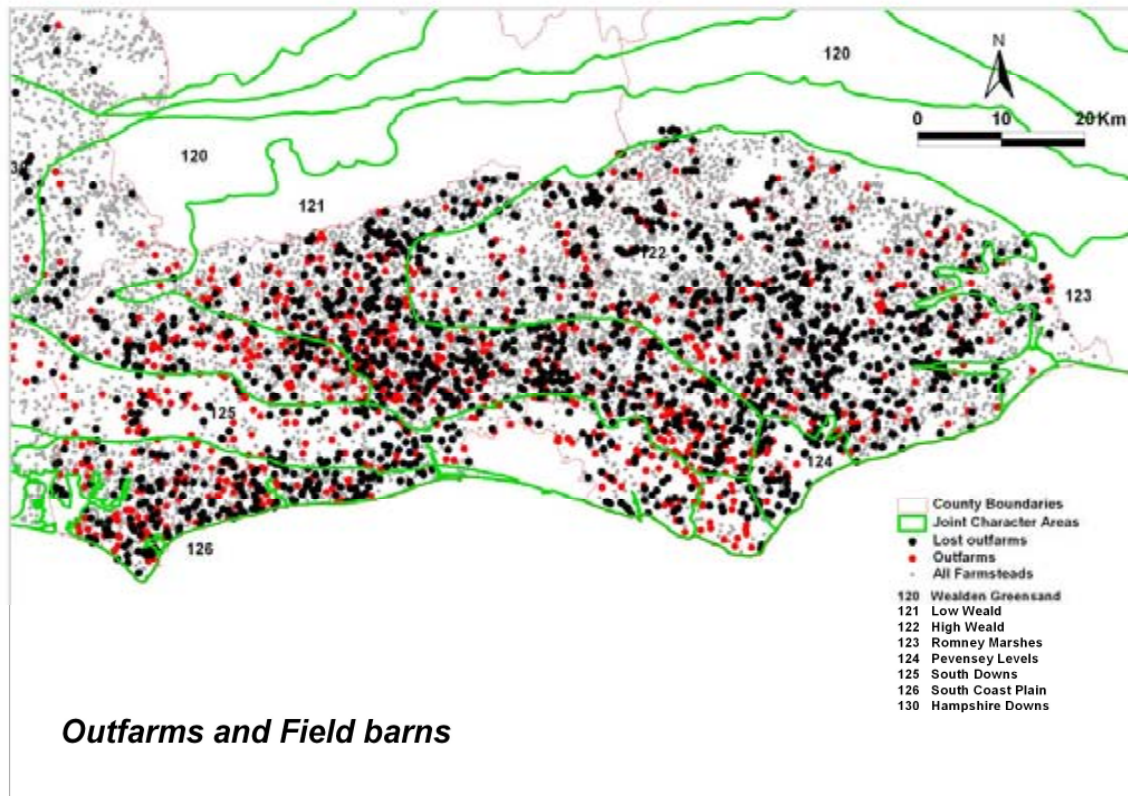 120
N
0 10 20 Km
120
30
121
122
123
125
124
126
County Boundaries
Joint Character Areas
Lost outfarms
Outfarms
All Farmsteads
120 Wealden Greensand
121 Low Weald
122 High Weald
123 Romney Marshes
124 Pevensey Levels
125 South Downs
126 South Coast Plain
130 Hampshire Downs
Outfarms and Field barns